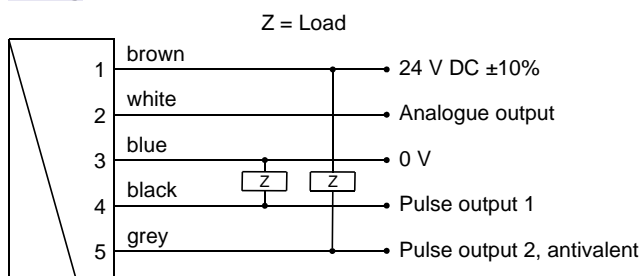 Z = Load
1 brown 24 V DC ±10%
2 white Analogue output
3 blue 0 V
Z Z
4 black Pulse output 1
5 grey Pulse output 2, antivalent